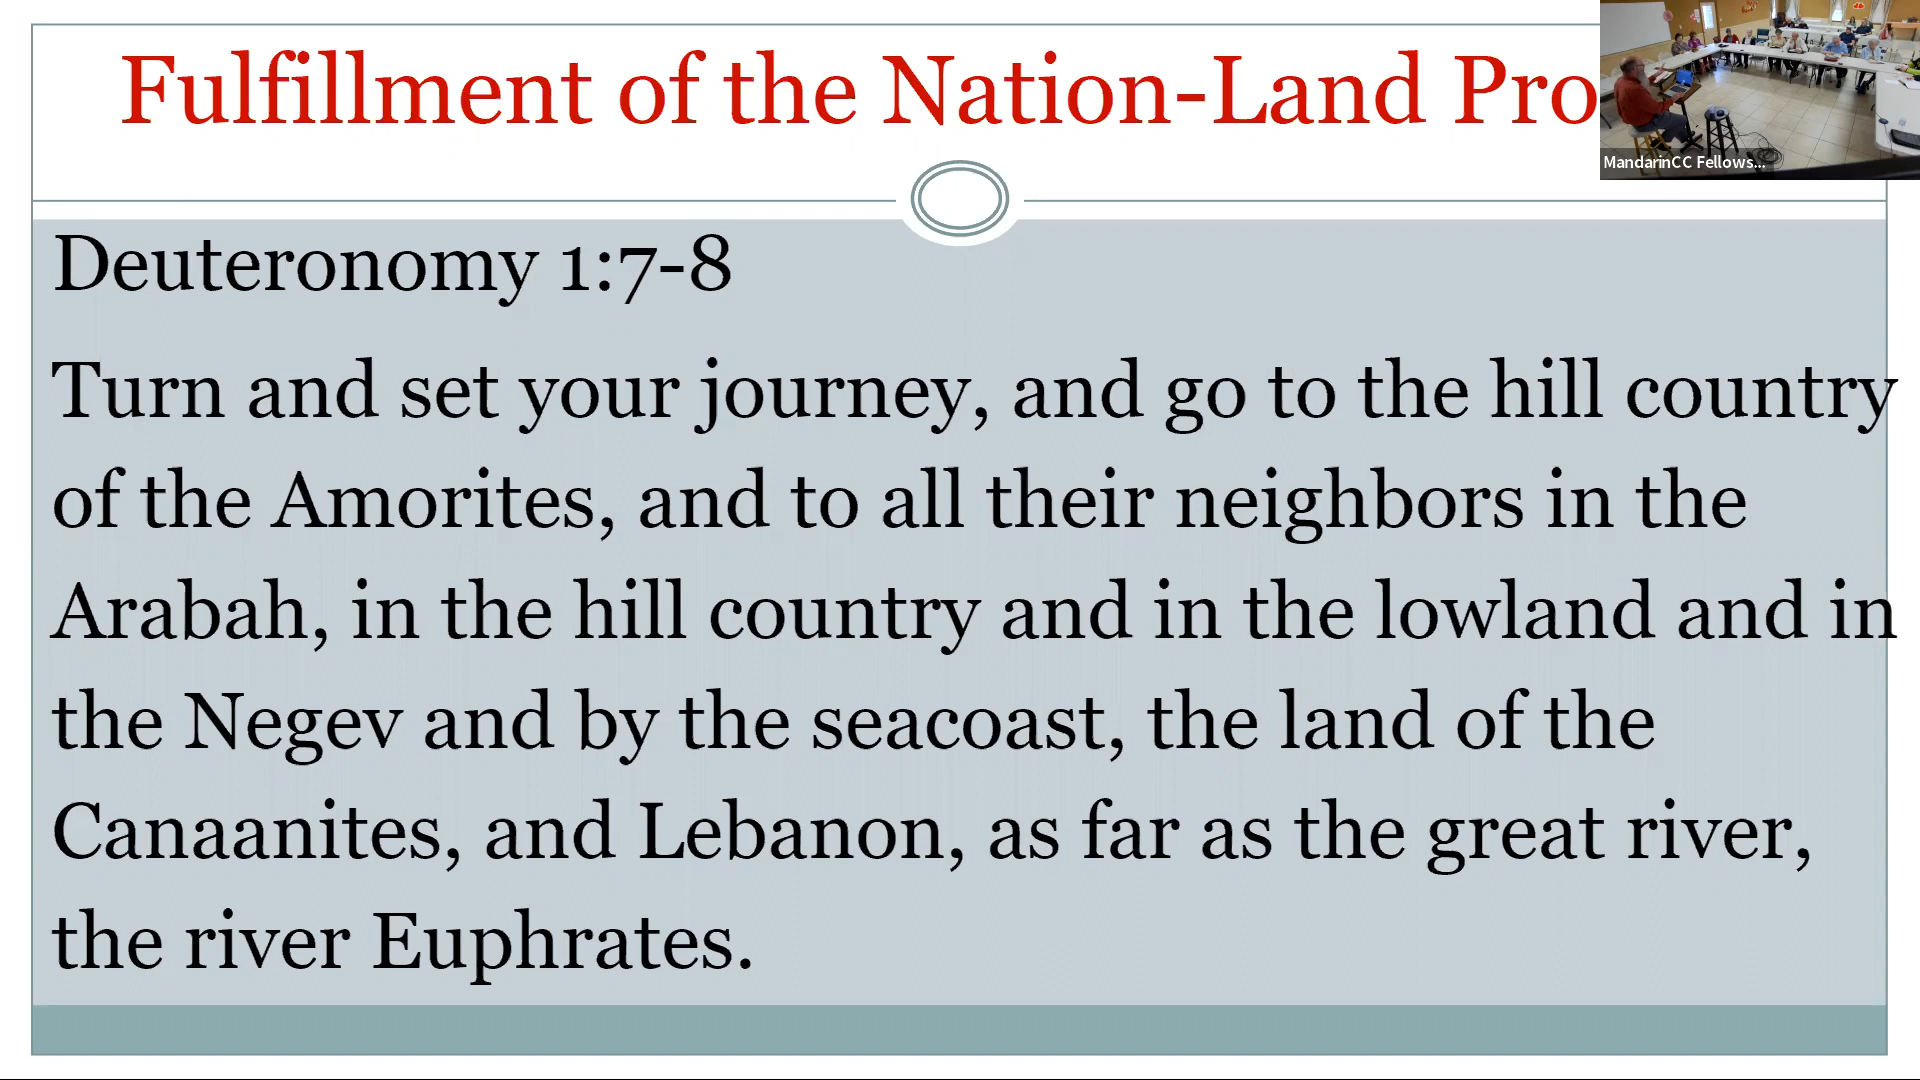 Fulfillment of the Nation-Land Pro
MandarinCC Fellows...
Deuteronomy 1:7-8
Turn and set your journey, and go to the hill country
of the Amorites, and to all their neighbors in the
Arabah, in the hill country and in the lowland and in
the Negev and by the seacoast, the land of the
Canaanites, and Lebanon, as far as the great river,
the river Euphrates.